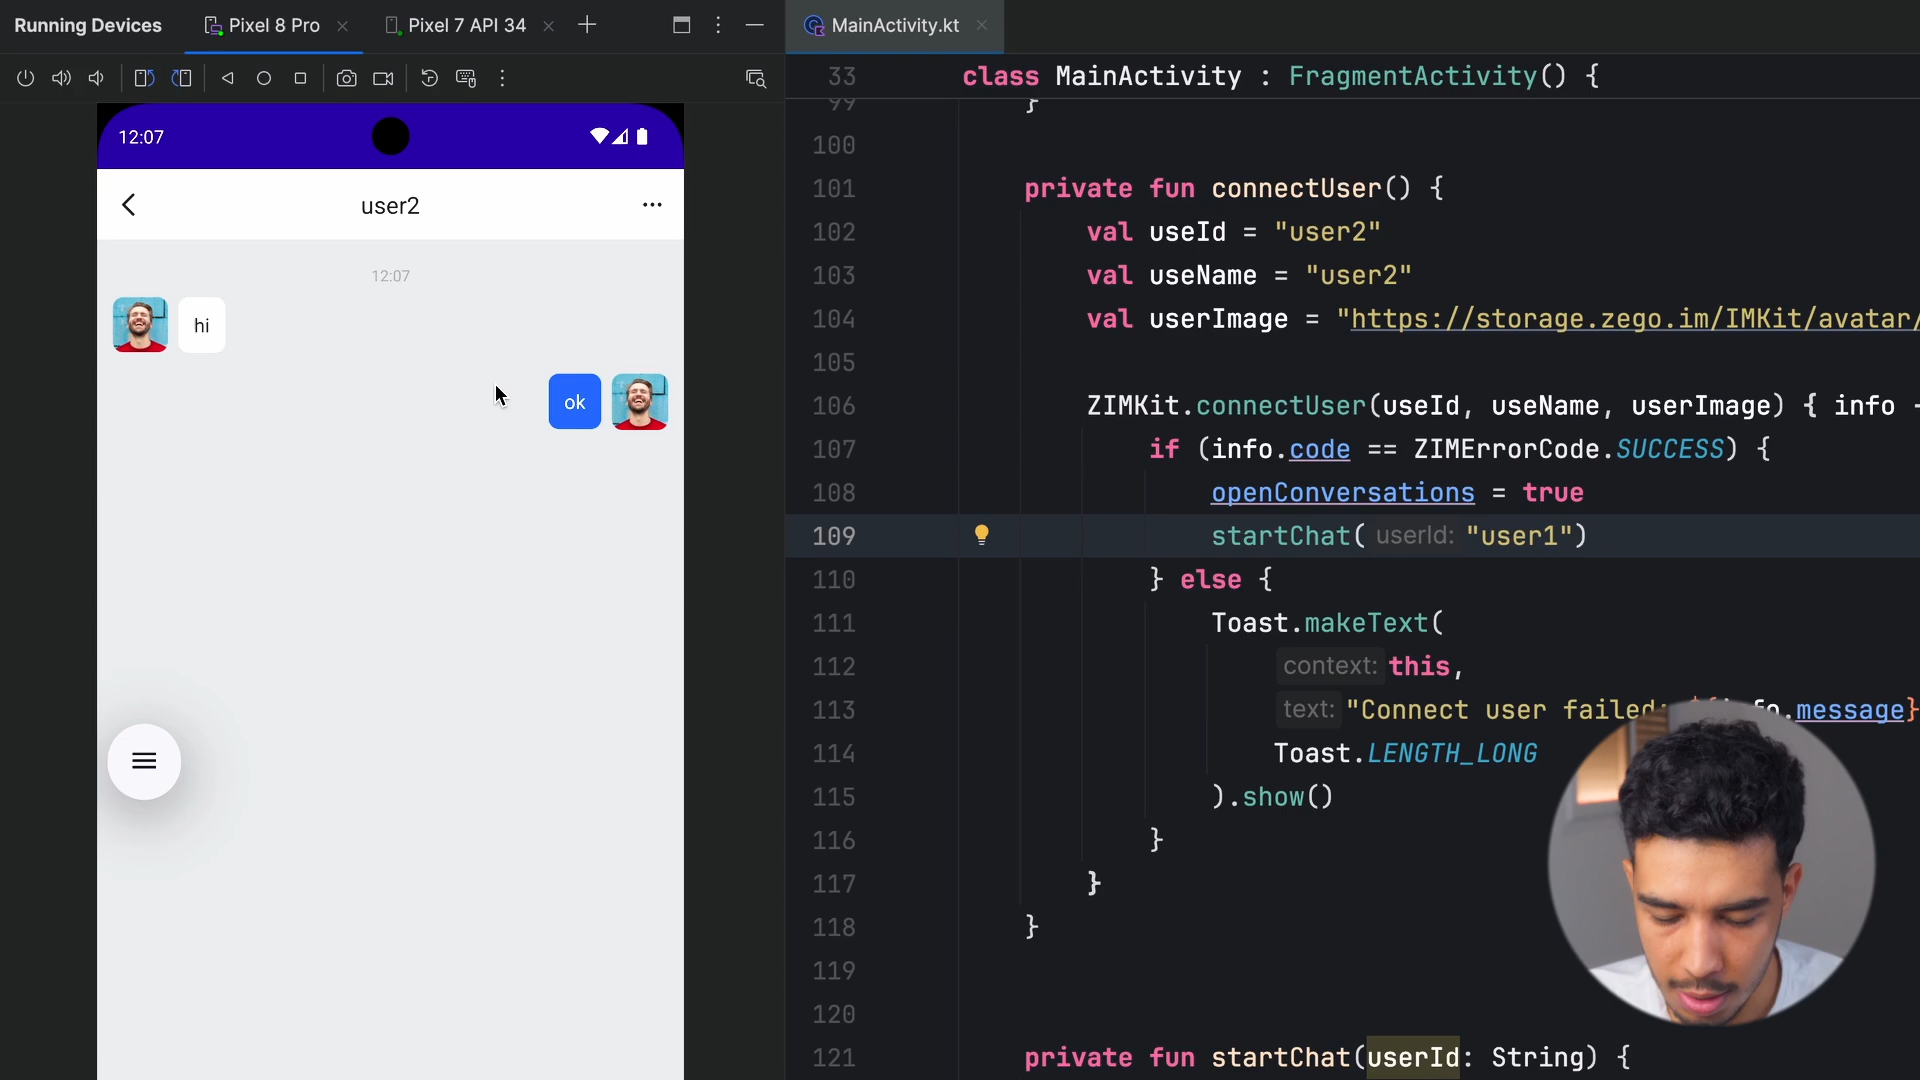 Running Devices
Pixel 8 Pro
Pixel 7 API 34
12:07
user2
12:07
hi
ok
MainActivity.kt
33 class MainActivity : FragmentActivity() {
99 }
100
101 private fun connectUser() {
102 val useId = "user2"
103 val useName = "user2"
104 val userImage = "https://storage.zego.im/IMKit/avatar/
105
106 ZIMKit.connectUser(useId, useName, userImage) { info -
107 if (info.code == ZIMErrorCode.SUCCESS) {
108 openConversations = true
109 startChat( userId: "user1")
110 } else {
111 Toast.makeText(
112 context: this,
113 text: "Connect user failed: .message}
114 Toast.LENGTH_LONG
115 ).show()
116 }
117 }
118 }
119
120
121 private fun startChat(userId: String) {